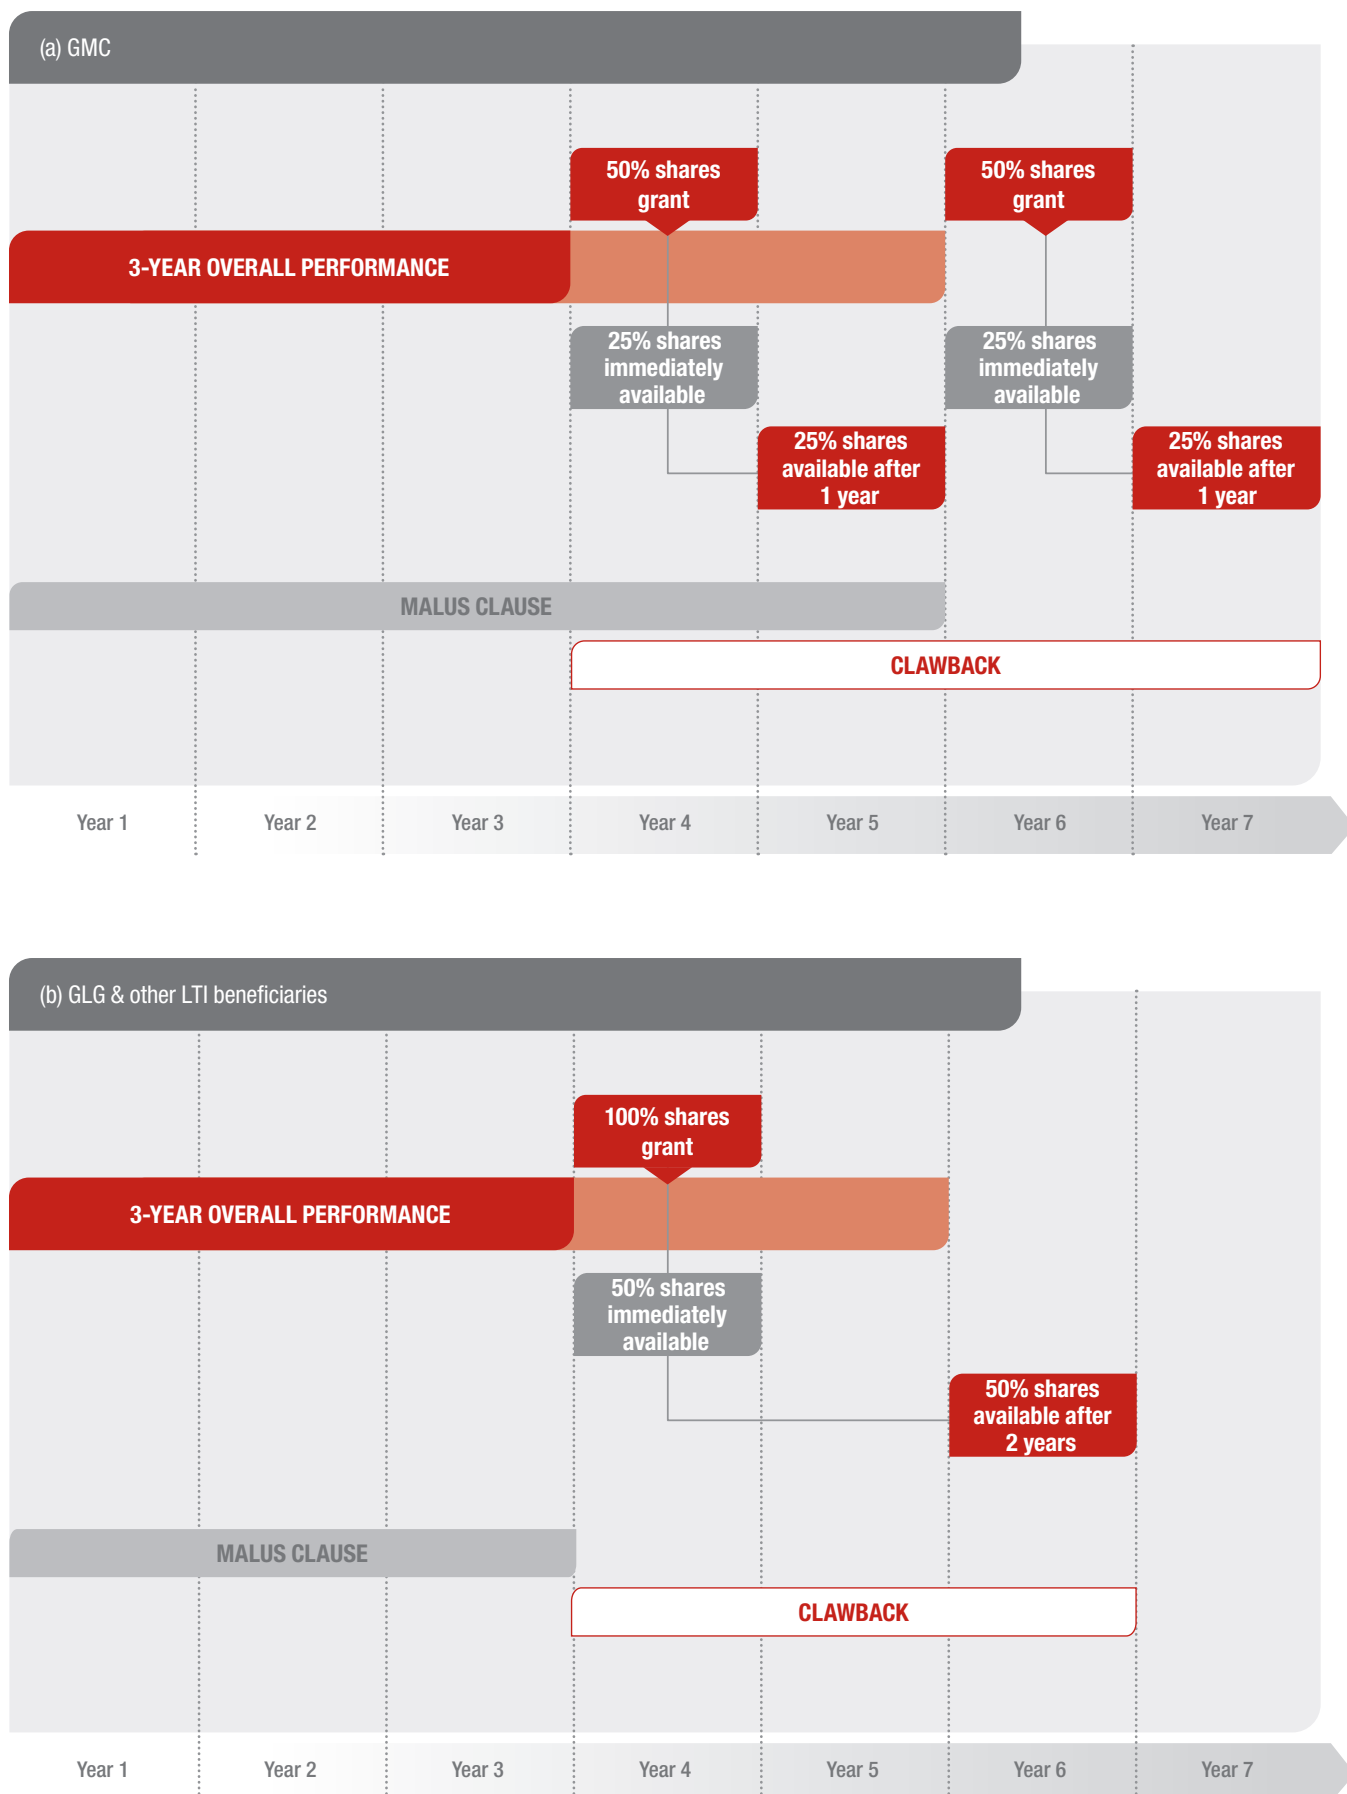 (a) GMC
50% shares
grant
50% shares
grant
3-YEAR OVERALL PERFORMANCE
25% shares
immediately
available
25% shares
immediately
available
25% shares
available after
1 year
25% shares
available after
1 year
MALUS CLAUSE
CLAWBACK
Year 1
Year 2
Year 3
Year 4
Year 5
Year 6
Year 7
(b) GLG & other LTI beneficiaries
100% shares
grant
3-YEAR OVERALL PERFORMANCE
50% shares
immediately
available
50% shares
available after
2 years
MALUS CLAUSE
CLAWBACK
Year 1
Year 2
Year 3
Year 4
Year 5
Year 6
Year 7